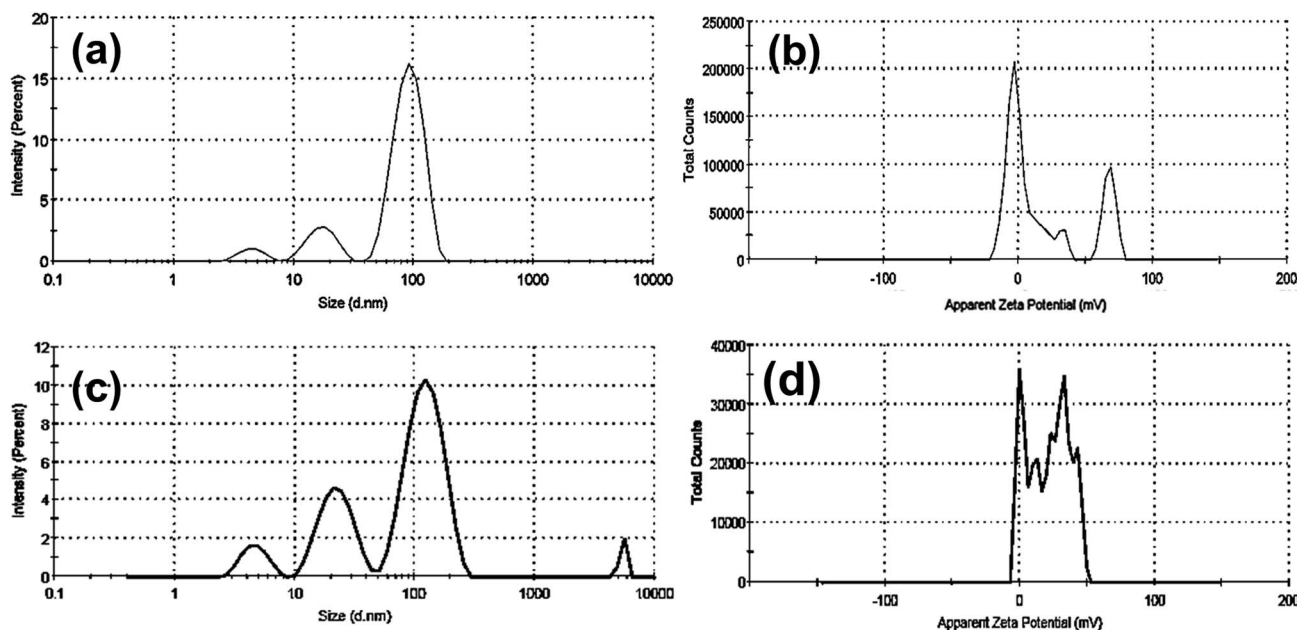 (a)
Intensity (Percent)
20
15
10
5
0
0.1 1 10 100 1000 10000
Size (d.nm)
(b)
Total Counts
250000
200000
150000
100000
50000
0
-100 0 100 200
Apparent Zeta Potential (mV)
(c)
Intensity (Percent)
12
10
8
6
4
2
0
0.1 1 10 100 1000 10000
Size (d.nm)
(d)
Total Counts
40000
30000
20000
10000
0
-100 0 100 200
Apparent Zeta Potential (mV)